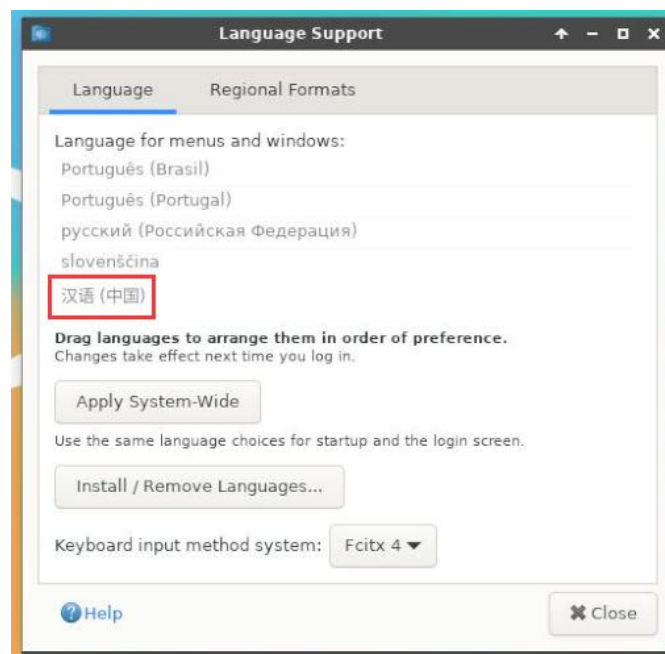 Language Support
Language Regional Formats
Language for menus and windows:
Português (Brasil)
Português (Portugal)
русский (Российская Федерация)
slovenščina
汉语 (中国)
Drag languages to arrange them in order of preference.
Changes take effect next time you log in.
Apply System-Wide
Use the same language choices for startup and the login screen.
Install / Remove Languages...
Keyboard input method system: Fcitx 4
Help
Close